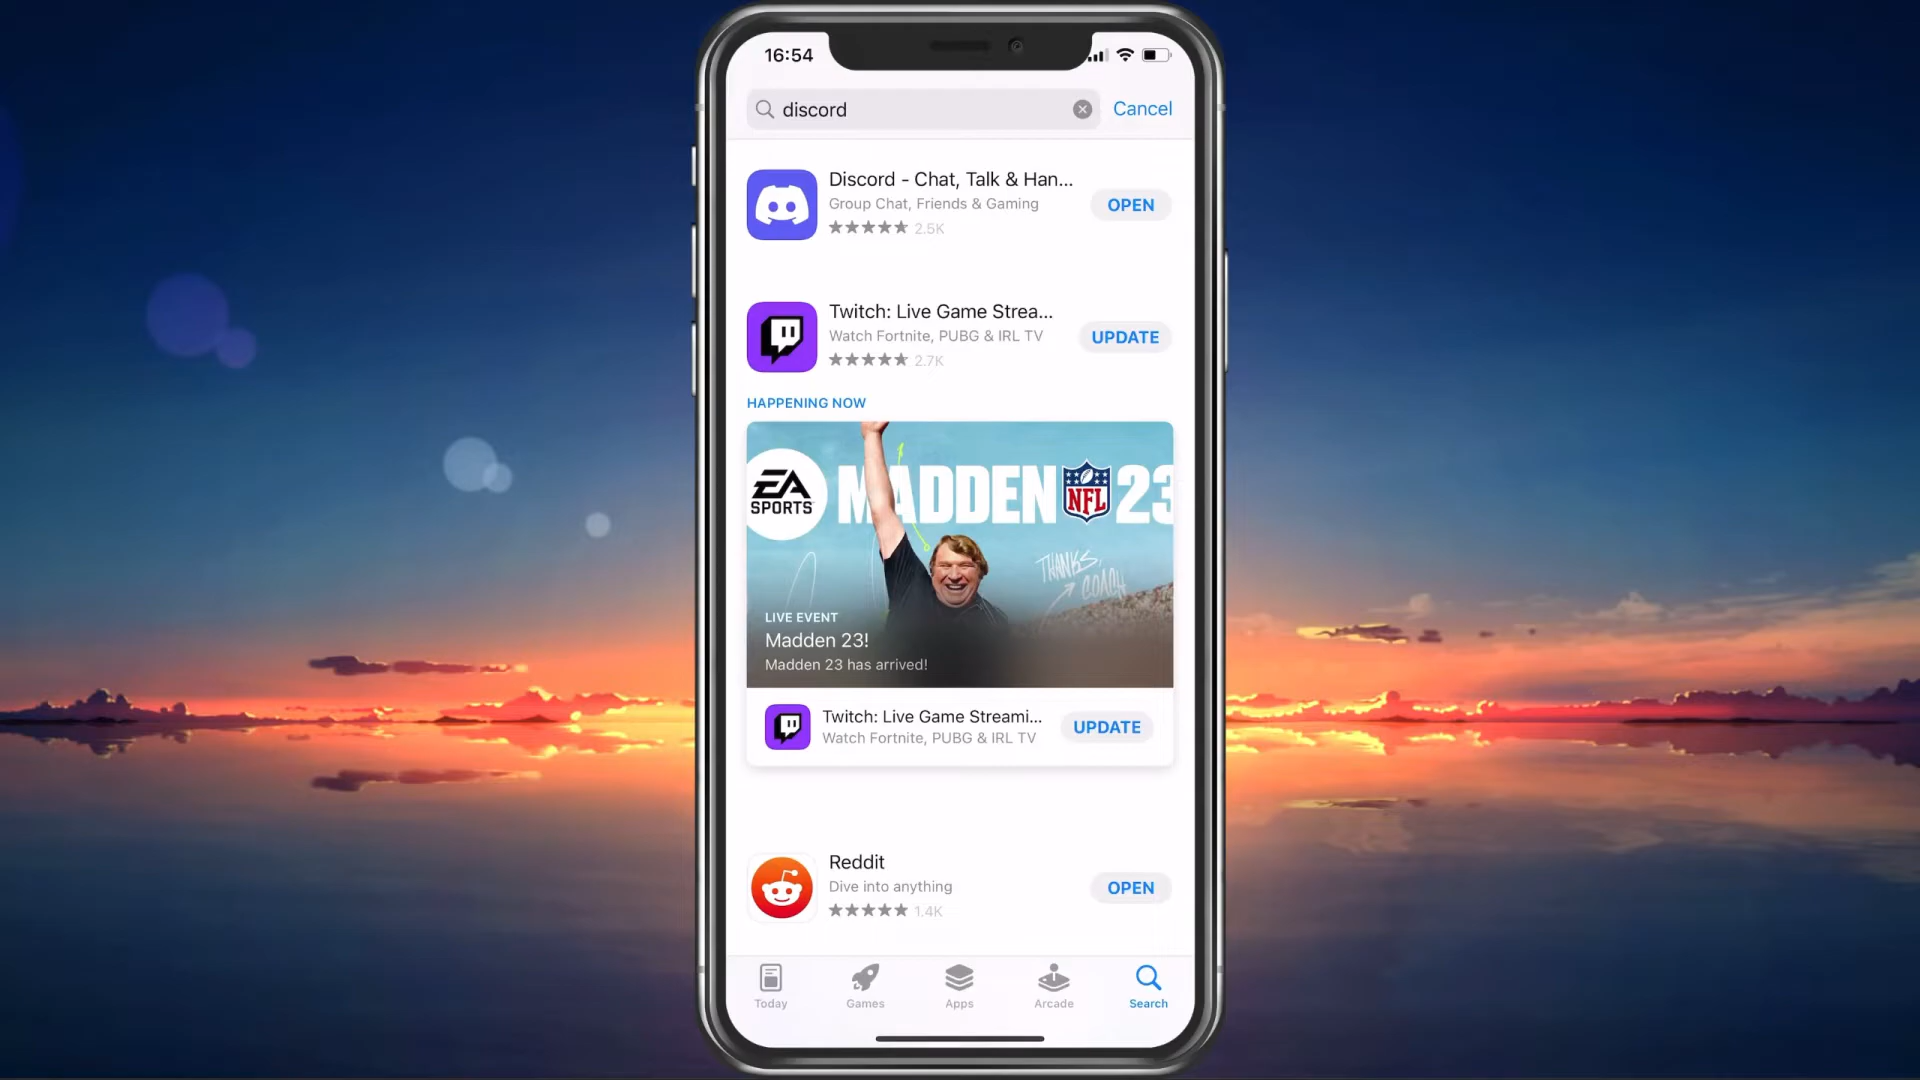 16:54
discord
Cancel
Discord - Chat, Talk & Han...
Group Chat, Friends & Gaming
2.5K
OPEN
Twitch: Live Game Strea...
Watch Fortnite, PUBG & IRL TV
2.7K
UPDATE
HAPPENING NOW
EA
SPORTS
MADDEN NFL 23
THANKS,
COACH
LIVE EVENT
Madden 23!
Madden 23 has arrived!
Twitch: Live Game Streami...
Watch Fortnite, PUBG & IRL TV
UPDATE
Reddit
Dive into anything
1.4K
OPEN
Today
Games
Apps
Arcade
Search